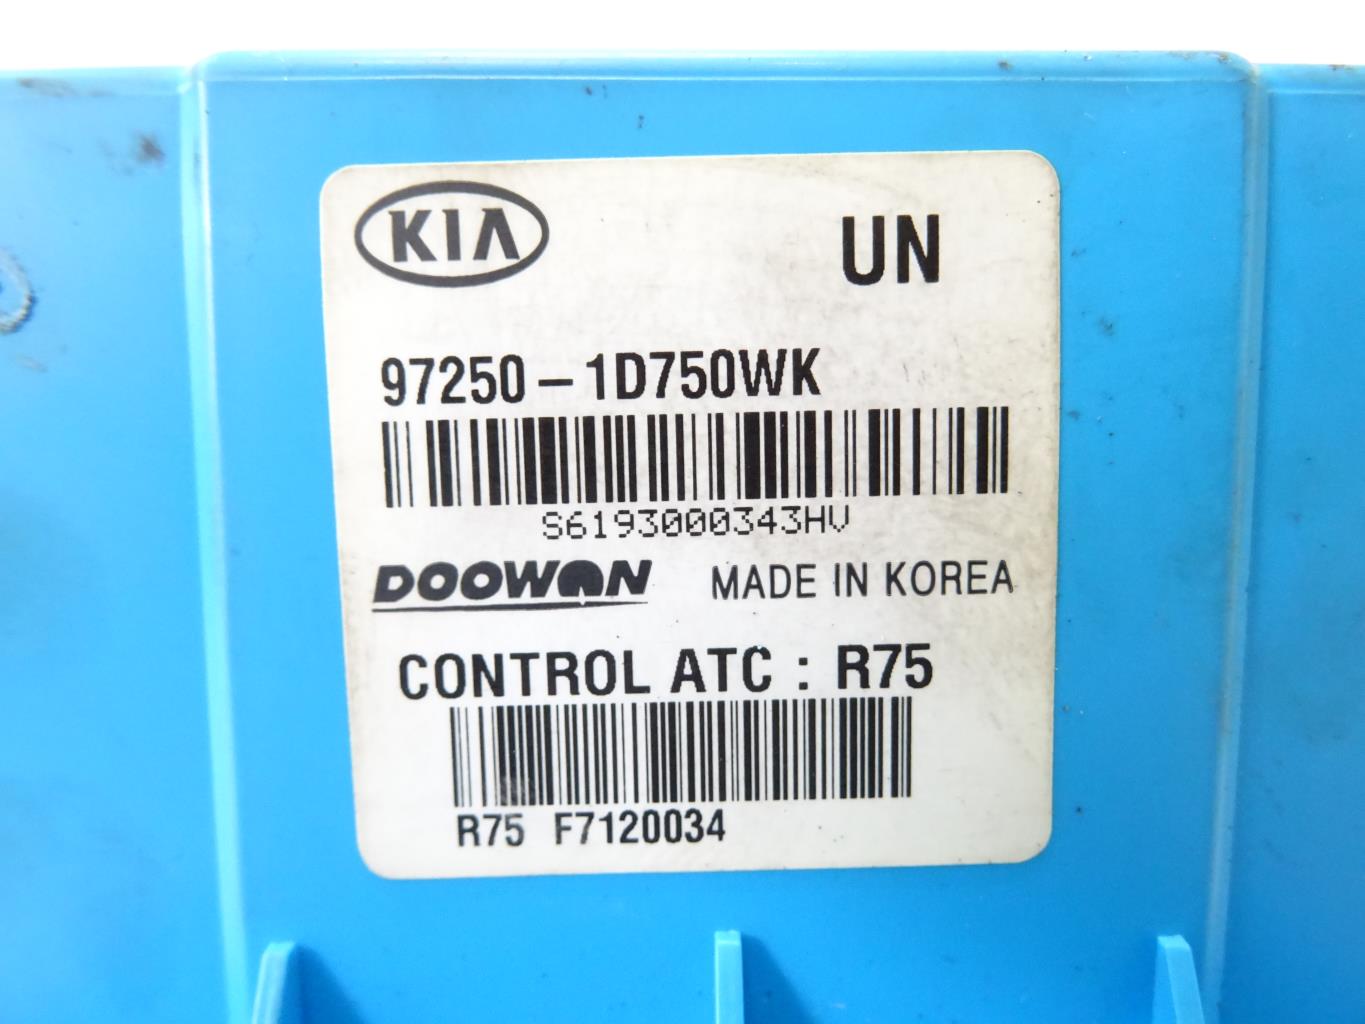 KIA UN
97250-1D750WK
S6193000343HV
DOOWON MADE IN KOREA
CONTROL ATC : R75
R75 F7120034